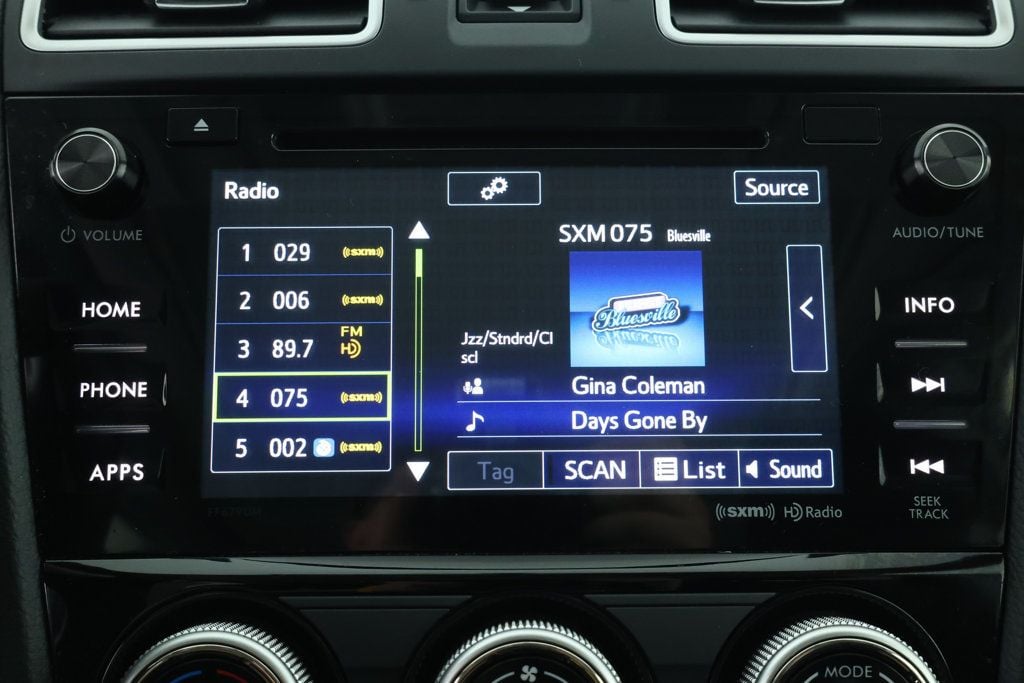 Radio
Source
VOLUME
AUDIO/TUNE
1 029 ((sxm))
2 006 ((sxm))
3 89.7 FM HD
4 075 ((sxm))
5 002 ((sxm))
SXM 075 Bluesville
Bluesville
Jzz/Stndrd/Cl
scl
Gina Coleman
Days Gone By
Tag SCAN List Sound
((sxm)) HD Radio
HOME
PHONE
APPS
INFO
SEEK
TRACK
MODE